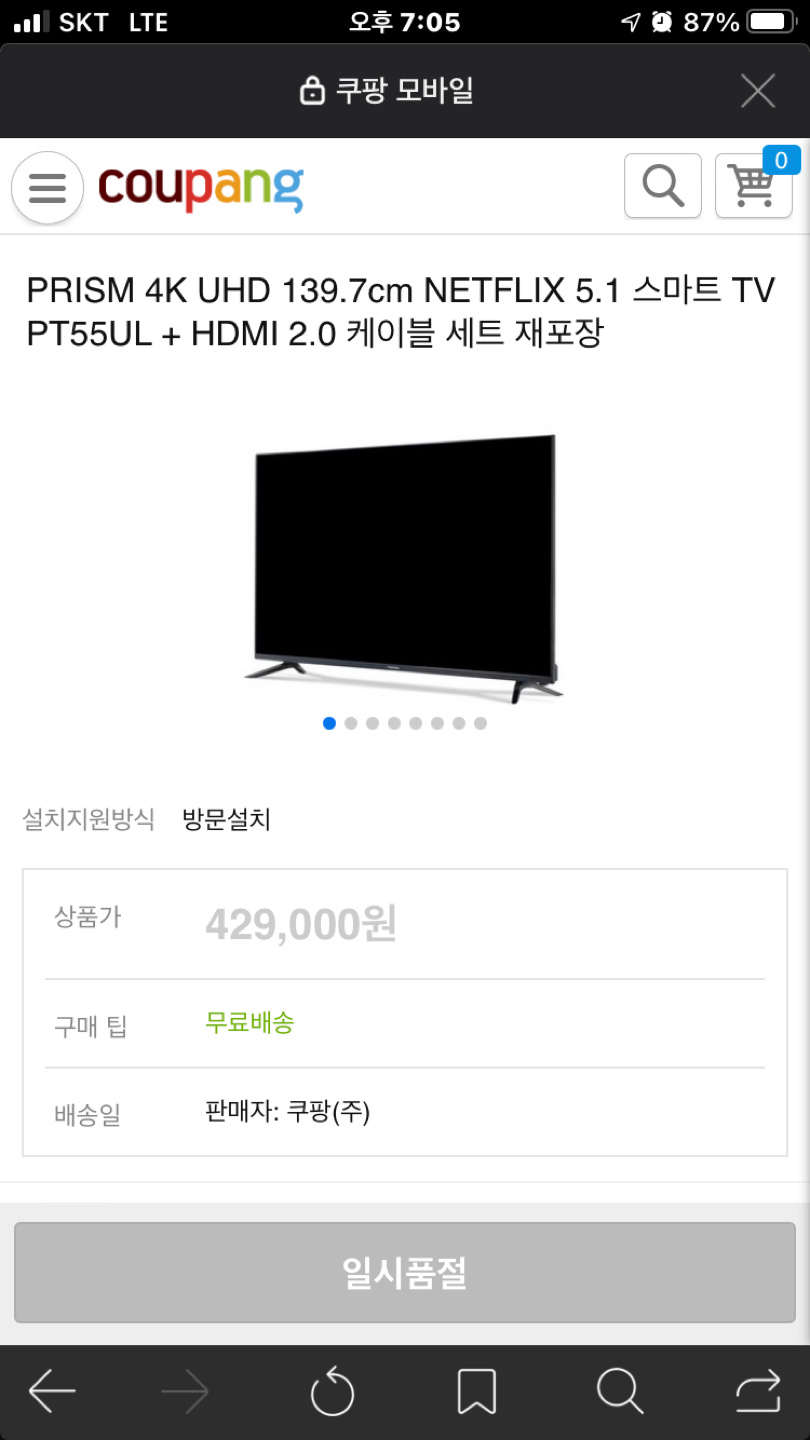 SKT LTE 오후 7:05 87%
쿠팡 모바일
coupang 0
PRISM 4K UHD 139.7cm NETFLIX 5.1 스마트 TV
PT55UL + HDMI 2.0 케이블 세트 재포장
설치지원방식 방문설치
상품가 429,000원
구매 팁 무료배송
배송일 판매자: 쿠팡(주)
일시품절